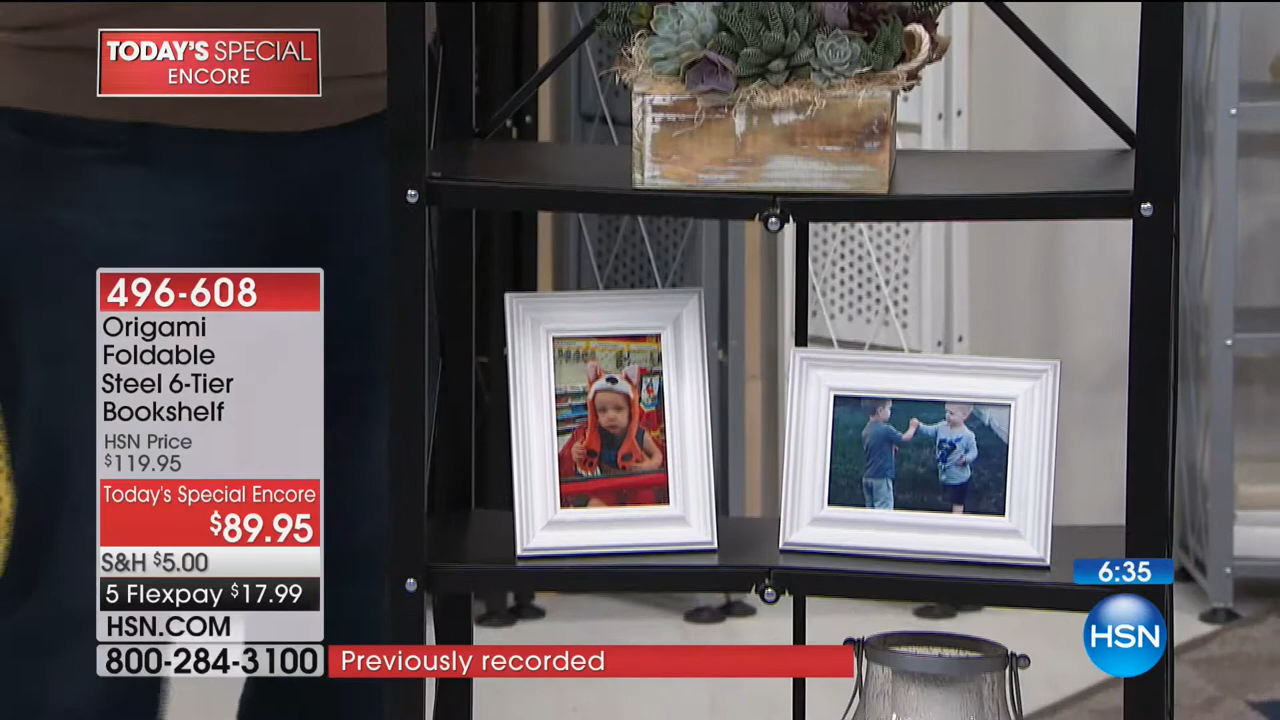 TODAY'S SPECIAL
ENCORE
496-608
Origami
Foldable
Steel 6-Tier
Bookshelf
HSN Price
$119.95
Today's Special Encore
$89.95
S&H $5.00
5 Flexpay $17.99
HSN.COM
800-284-3100
Previously recorded
6:35
HSN